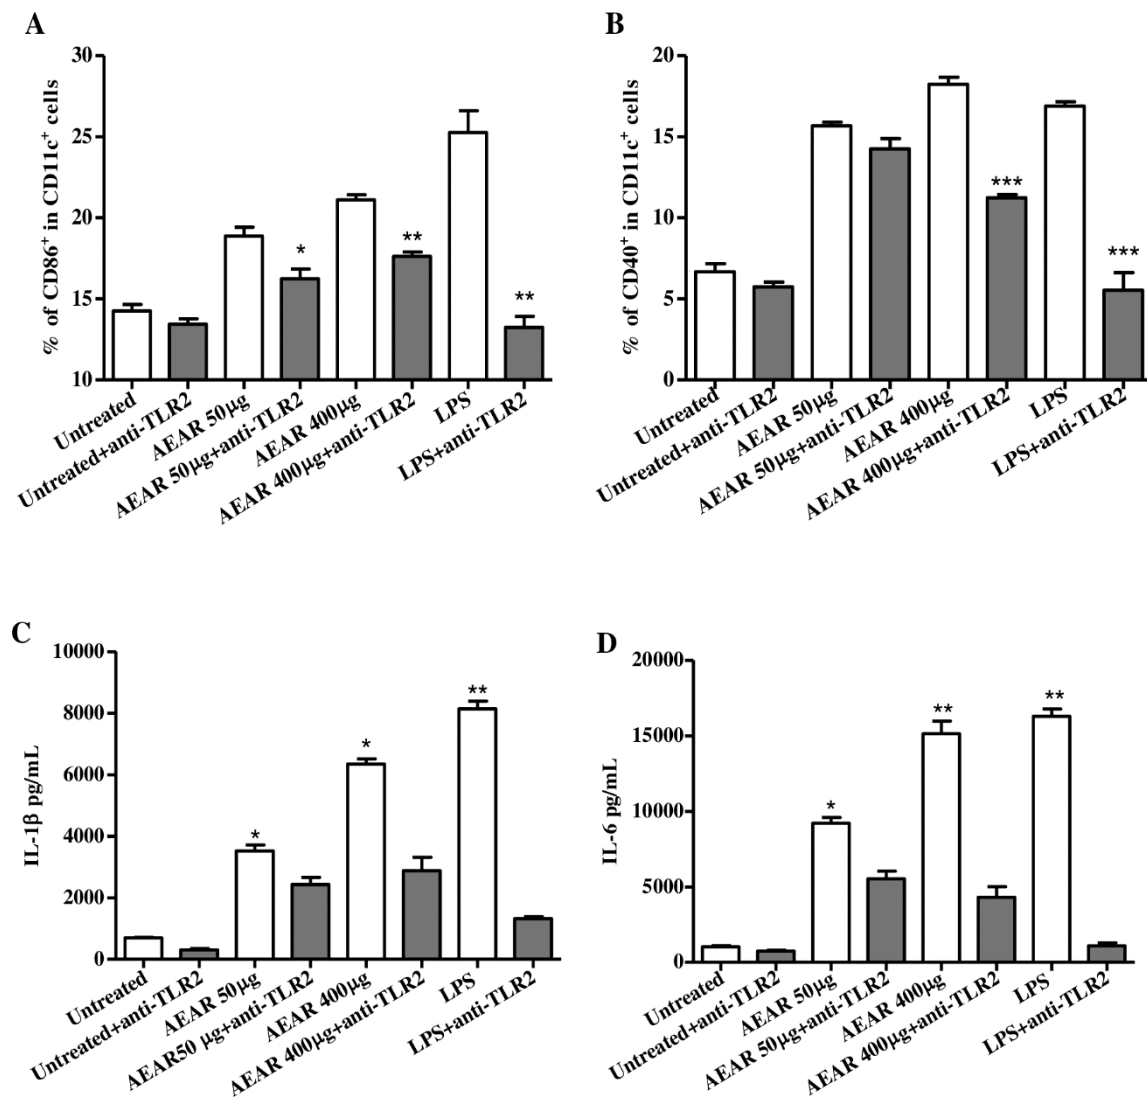 A
% of CD86+ in CD11c+ cells
30
25
20
15
10
*
**
**
Untreated
Untreated+anti-TLR2
AEAR 50μg
AEAR 50μg+anti-TLR2
AEAR 400μg
AEAR 400μg+anti-TLR2
LPS
LPS+anti-TLR2
B
% of CD40+ in CD11c+ cells
20
15
10
5
0
***
***
Untreated
Untreated+anti-TLR2
AEAR 50μg
AEAR 50μg+anti-TLR2
AEAR 400μg
AEAR 400μg+anti-TLR2
LPS
LPS+anti-TLR2
C
IL-1β pg/mL
10000
8000
6000
4000
2000
0
*
*
**
Untreated
Untreated+anti-TLR2
AEAR 50μg
AEAR50 μg+anti-TLR2
AEAR 400μg
AEAR 400μg+anti-TLR2
LPS
LPS+anti-TLR2
D
IL-6 pg/mL
20000
15000
10000
5000
0
*
**
**
Untreated
Untreated+anti-TLR2
AEAR 50μg
AEAR 50μg+anti-TLR2
AEAR 400μg
AEAR 400μg+anti-TLR2
LPS
LPS+anti-TLR2